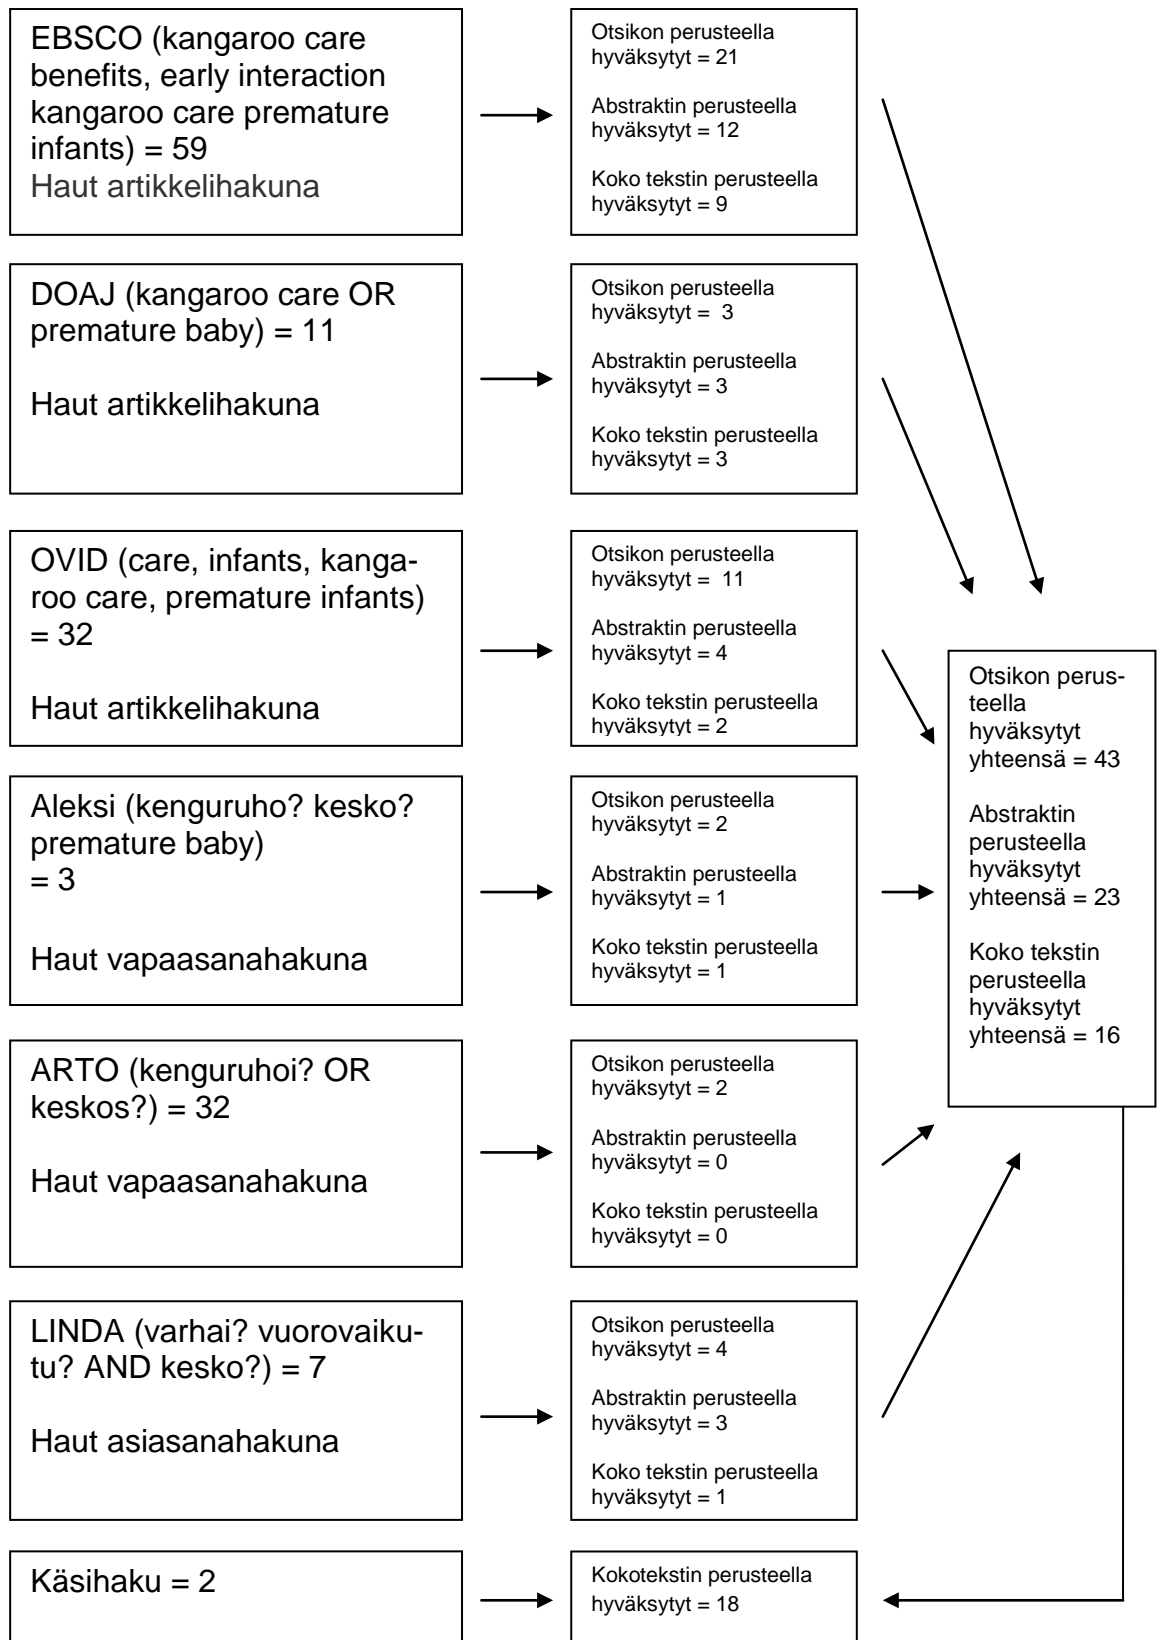 EBSCO (kangaroo care
benefits, early interaction
kangaroo care premature
infants) = 59
Haut artikkelihakuna
Otsikon perusteella
hyväksytyt = 21
Abstraktin perusteella
hyväksytyt = 12
Koko tekstin perusteella
hyväksytyt = 9
DOAJ (kangaroo care OR
premature baby) = 11
Haut artikkelihakuna
Otsikon perusteella
hyväksytyt = 3
Abstraktin perusteella
hyväksytyt = 3
Koko tekstin perusteella
hyväksytyt = 3
OVID (care, infants, kanga-
roo care, premature infants)
= 32
Haut artikkelihakuna
Otsikon perusteella
hyväksytyt = 11
Abstraktin perusteella
hyväksytyt = 4
Koko tekstin perusteella
hyväksytyt = 2
Aleksi (kenguruho? kesko?
premature baby)
= 3
Haut vapaasanahakuna
Otsikon perusteella
hyväksytyt = 2
Abstraktin perusteella
hyväksytyt = 1
Koko tekstin perusteella
hyväksytyt = 1
ARTO (kenguruhoi? OR
keskos?) = 32
Haut vapaasanahakuna
Otsikon perusteella
hyväksytyt = 2
Abstraktin perusteella
hyväksytyt = 0
Koko tekstin perusteella
hyväksytyt = 0
LINDA (varhai? vuorovaiku-
tu? AND kesko?) = 7
Haut asiasanahakuna
Otsikon perusteella
hyväksytyt = 4
Abstraktin perusteella
hyväksytyt = 3
Koko tekstin perusteella
hyväksytyt = 1
Otsikon perus-
teella
hyväksytyt
yhteensä = 43
Abstraktin
perusteella
hyväksytyt
yhteensä = 23
Koko tekstin
perusteella
hyväksytyt
yhteensä = 16
Käsihaku = 2
Kokotekstin perusteella
hyväksytyt = 18